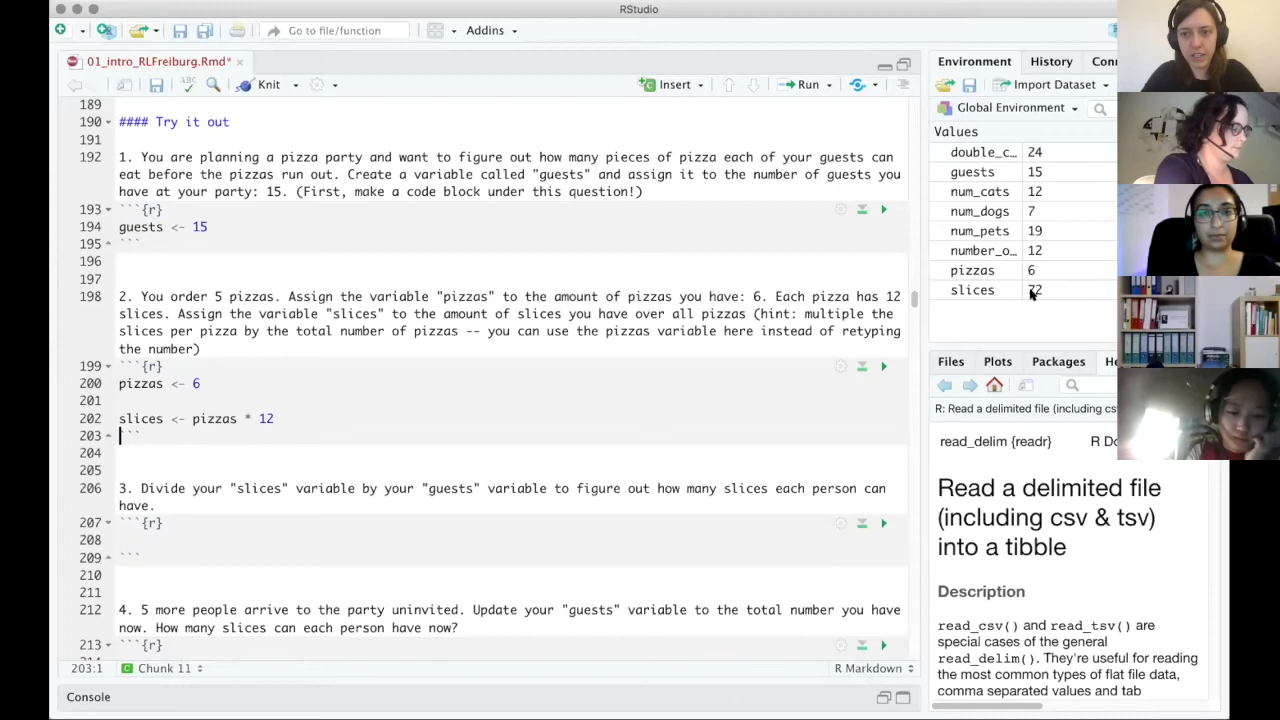 RStudio
Go to file/function
Addins
01_intro_RLFreiburg.Rmd*
Knit
Insert
Run
189
190 #### Try it out
191
192 1. You are planning a pizza party and want to figure out how many pieces of pizza each of your guests can
eat before the pizzas run out. Create a variable called "guests" and assign it to the number of guests you
have at your party: 15. (First, make a code block under this question!)
193 ```{r}
194 guests <- 15
195 ```
196
197
198 2. You order 5 pizzas. Assign the variable "pizzas" to the amount of pizzas you have: 6. Each pizza has 12
slices. Assign the variable "slices" to the amount of slices you have over all pizzas (hint: multiple the
slices per pizza by the total number of pizzas -- you can use the pizzas variable here instead of retyping
the number)
199 ```{r}
200 pizzas <- 6
201
202 slices <- pizzas * 12
203 ```
204
205
206 3. Divide your "slices" variable by your "guests" variable to figure out how many slices each person can
have.
207 ```{r}
208
209 ```
210
211
212 4. 5 more people arrive to the party uninvited. Update your "guests" variable to the total number you have
now. How many slices can each person have now?
213 ```{r}
203:1 Chunk 11 R Markdown
Console
Environment History Con
Import Dataset
Global Environment
Values
double_c… 24
guests 15
num_cats 12
num_dogs 7
num_pets 19
number_o… 12
pizzas 6
slices 72
Files Plots Packages He
R: Read a delimited file (including cs
read_delim {readr} R Do
Read a delimited file
(including csv & tsv)
into a tibble
Description
read_csv() and read_tsv() are
special cases of the general
read_delim(). They're useful for reading
the most common types of flat file data,
comma separated values and tab